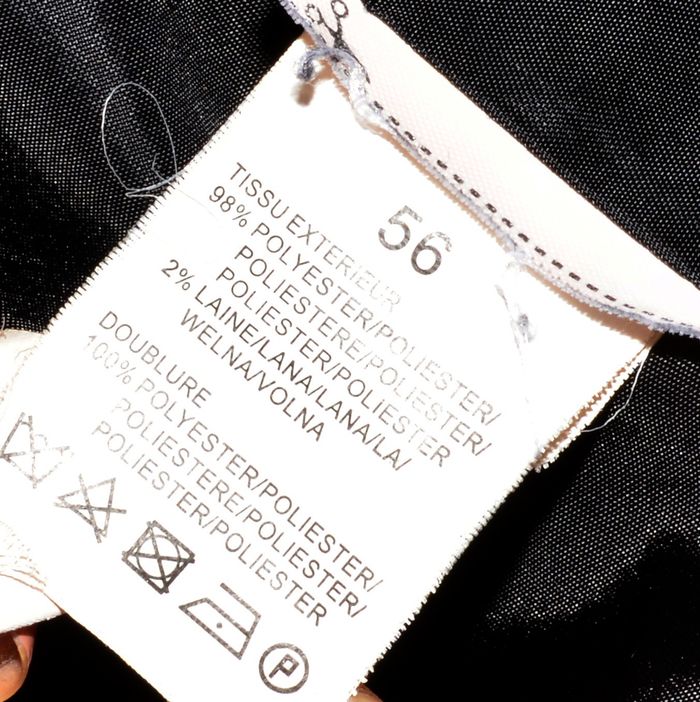 56
TISSU EXTERIEUR
98% POLYESTER/POLIESTER/
POLIESTERE/POLIESTER/
POLIESTER/POLIESTER
2% LAINE/LANA/LANA/LA/
WELNA/VOLNA
DOUBLURE
100% POLYESTER/POLIESTER/
POLIESTERE/POLIESTER/
POLIESTER/POLIESTER
P